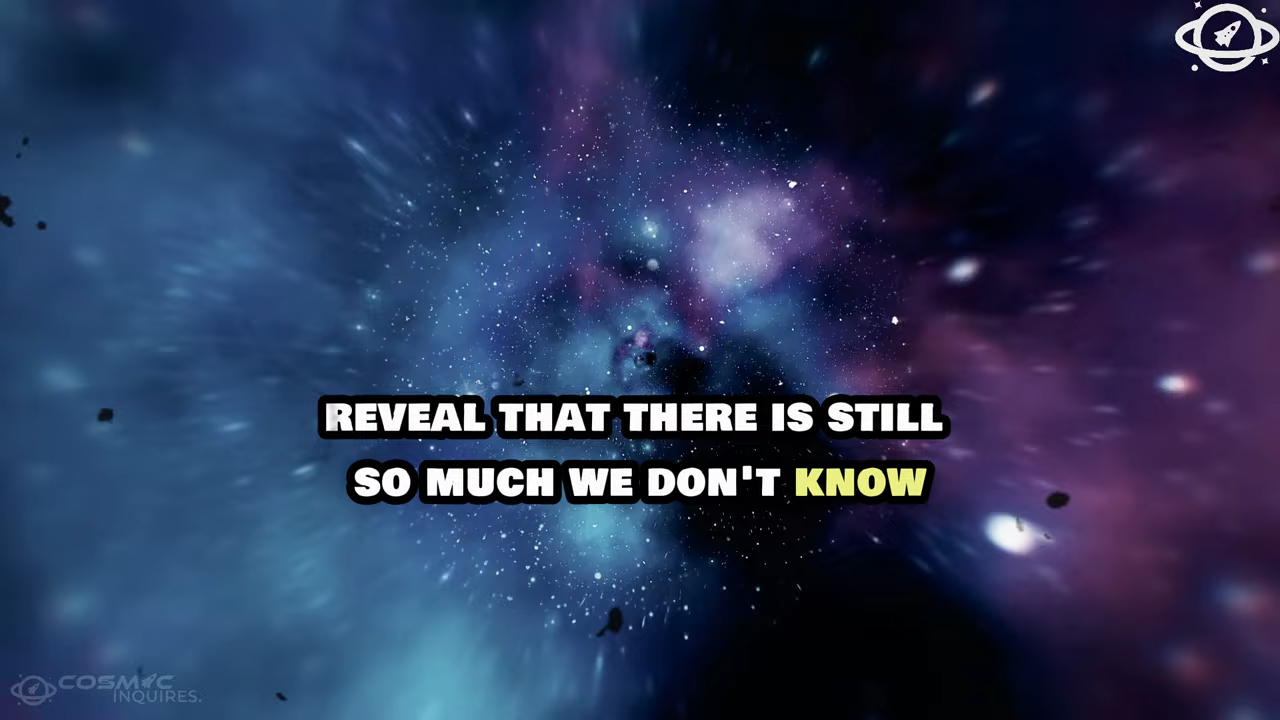 REVEAL THAT THERE IS STILL
SO MUCH WE DON'T KNOW
COSMIC
INQUIRES.